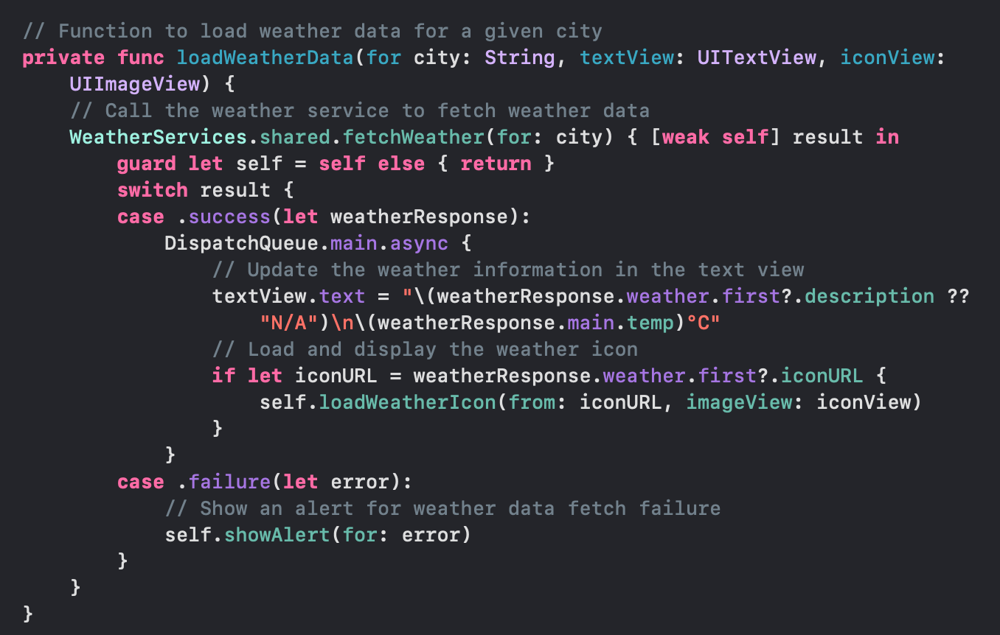 // Function to load weather data for a given city
private func loadWeatherData(for city: String, textView: UITextView, iconView:
    UIImageView) {
    // Call the weather service to fetch weather data
    WeatherServices.shared.fetchWeather(for: city) { [weak self] result in
        guard let self = self else { return }
        switch result {
        case .success(let weatherResponse):
            DispatchQueue.main.async {
                // Update the weather information in the text view
                textView.text = "\(weatherResponse.weather.first?.description ??
                    "N/A")\n\(weatherResponse.main.temp)°C"
                // Load and display the weather icon
                if let iconURL = weatherResponse.weather.first?.iconURL {
                    self.loadWeatherIcon(from: iconURL, imageView: iconView)
                }
            }
        case .failure(let error):
            // Show an alert for weather data fetch failure
            self.showAlert(for: error)
        }
    }
}